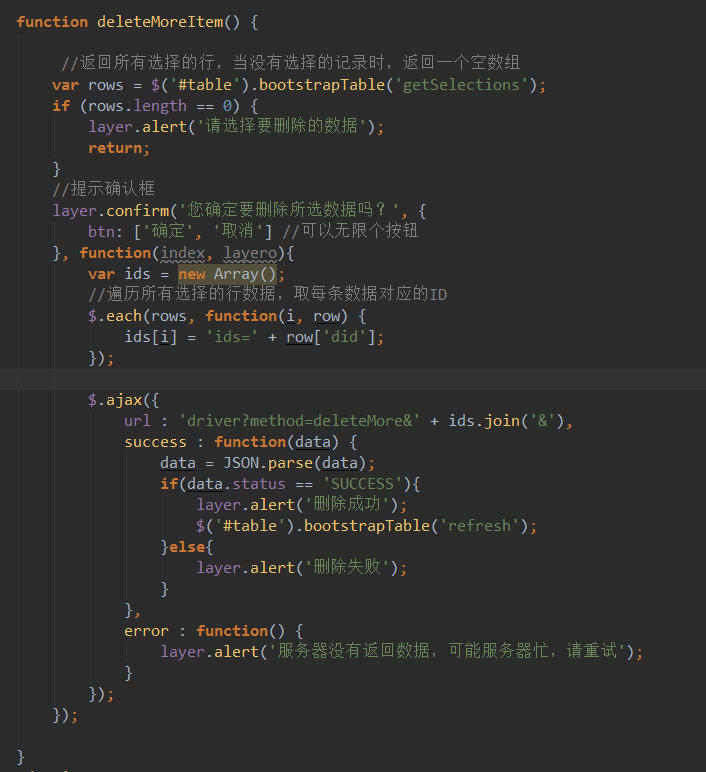 function deleteMoreItem() {
//返回所有选择的行，当没有选择的记录时，返回一个空数组
var rows = $('#table').bootstrapTable('getSelections');
if (rows.length == 0) {
layer.alert('请选择要删除的数据');
return;
}
//提示确认框
layer.confirm('您确定要删除所选数据吗？', {
btn: ['确定', '取消'] //可以无限个按钮
}, function(index, layero){
var ids = new Array();
//遍历所有选择的行数据，取每条数据对应的ID
$.each(rows, function(i, row) {
ids[i] = 'ids=' + row['did'];
});
$.ajax({
url : 'driver?method=deleteMore&' + ids.join('&'),
success : function(data) {
data = JSON.parse(data);
if(data.status == 'SUCCESS'){
layer.alert('删除成功');
$('#table').bootstrapTable('refresh');
}else{
layer.alert('删除失败');
}
},
error : function() {
layer.alert('服务器没有返回数据，可能服务器忙，请重试');
}
});
});
}